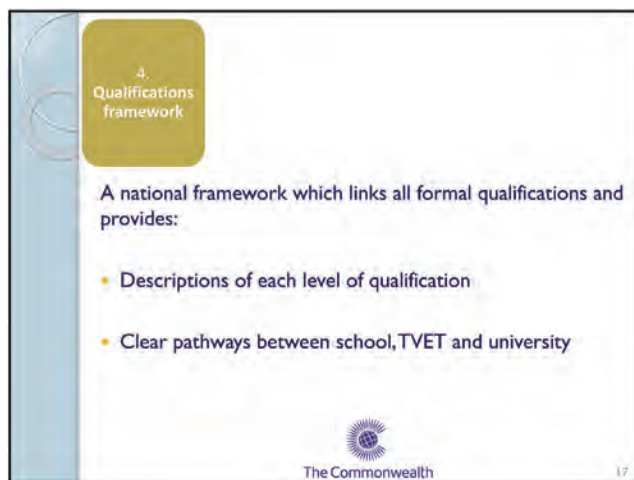 4.
Qualifications
framework
A national framework which links all formal qualifications and
provides:
• Descriptions of each level of qualification
• Clear pathways between school, TVET and university
The Commonwealth
17